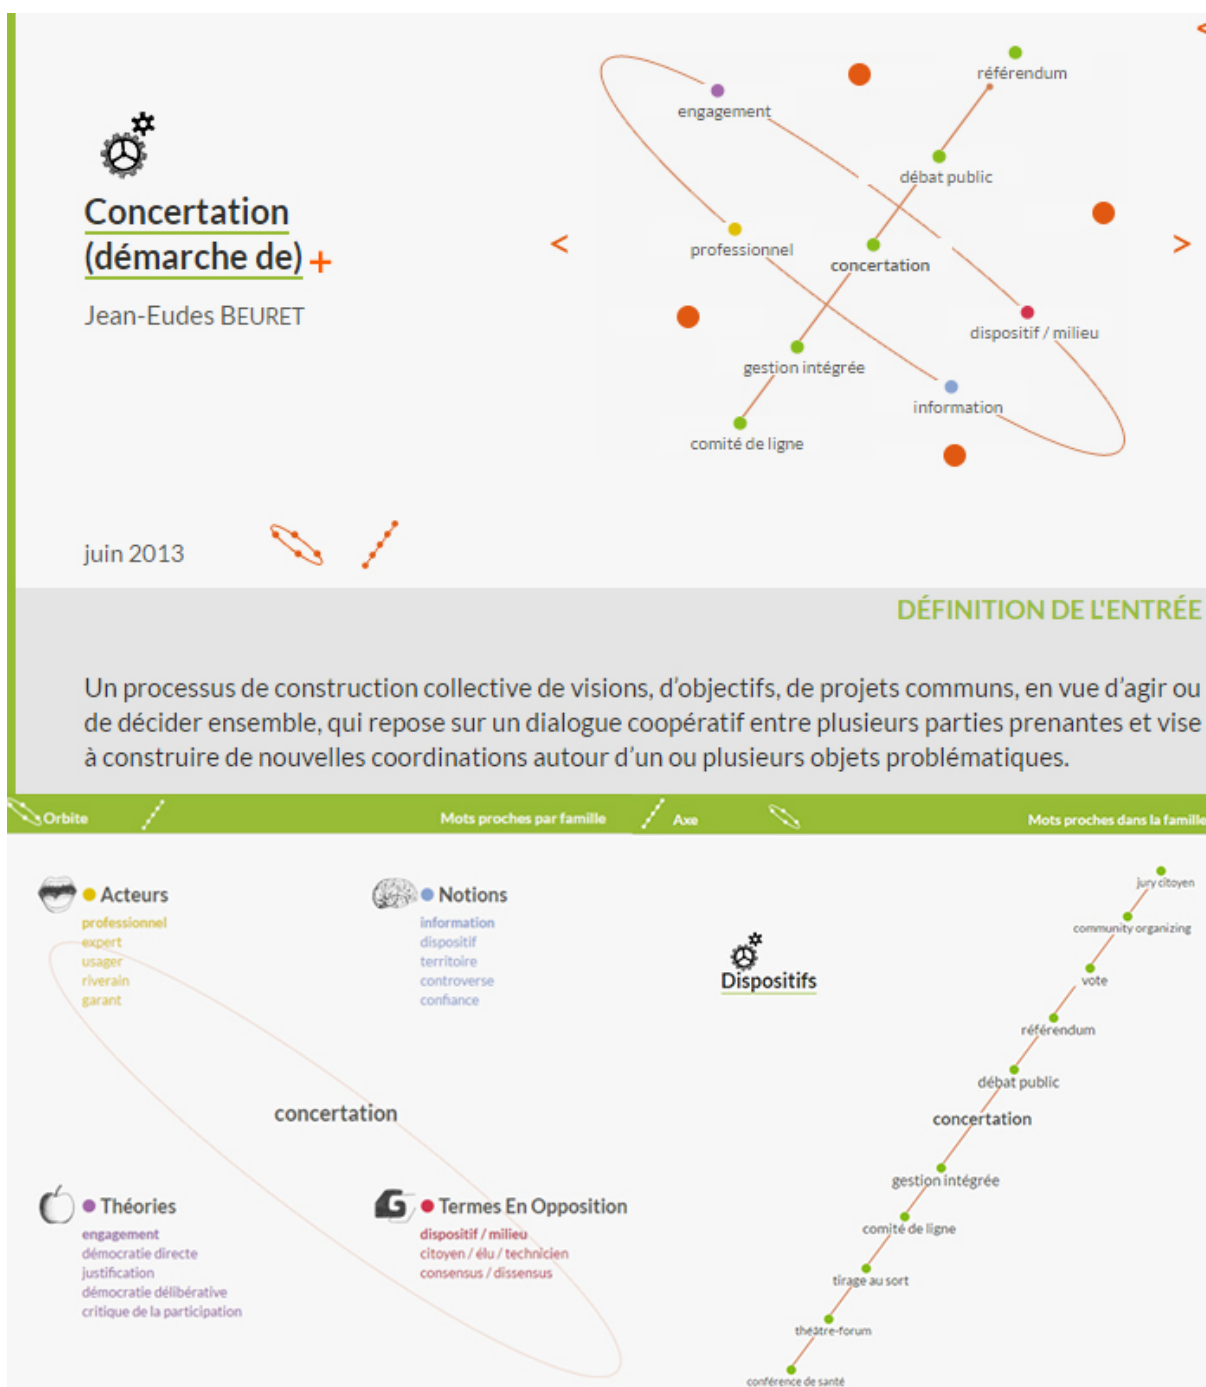 Concertation
(démarche de) +
Jean-Eudes BEURET
juin 2013
<
référendum
engagement
débat public
professionnel
concertation
<
>
dispositif / milieu
gestion intégrée
information
comité de ligne
DÉFINITION DE L'ENTRÉE
Un processus de construction collective de visions, d'objectifs, de projets communs, en vue d'agir ou
de décider ensemble, qui repose sur un dialogue coopératif entre plusieurs parties prenantes et vise
à construire de nouvelles coordinations autour d'un ou plusieurs objets problématiques.
Orbite
Mots proches par famille
Axe
Mots proches dans la famille
Acteurs
professionnel
expert
usager
riverain
garant
Notions
information
dispositif
territoire
controverse
confiance
concertation
Théories
engagement
démocratie directe
justification
démocratie délibérative
critique de la participation
G
Termes En Opposition
dispositif / milieu
citoyen / élu / technicien
consensus / dissensus
Dispositifs
jury citoyen
community organizing
vote
référendum
débat public
concertation
gestion intégrée
comité de ligne
tirage au sort
théâtre-forum
conférence de santé